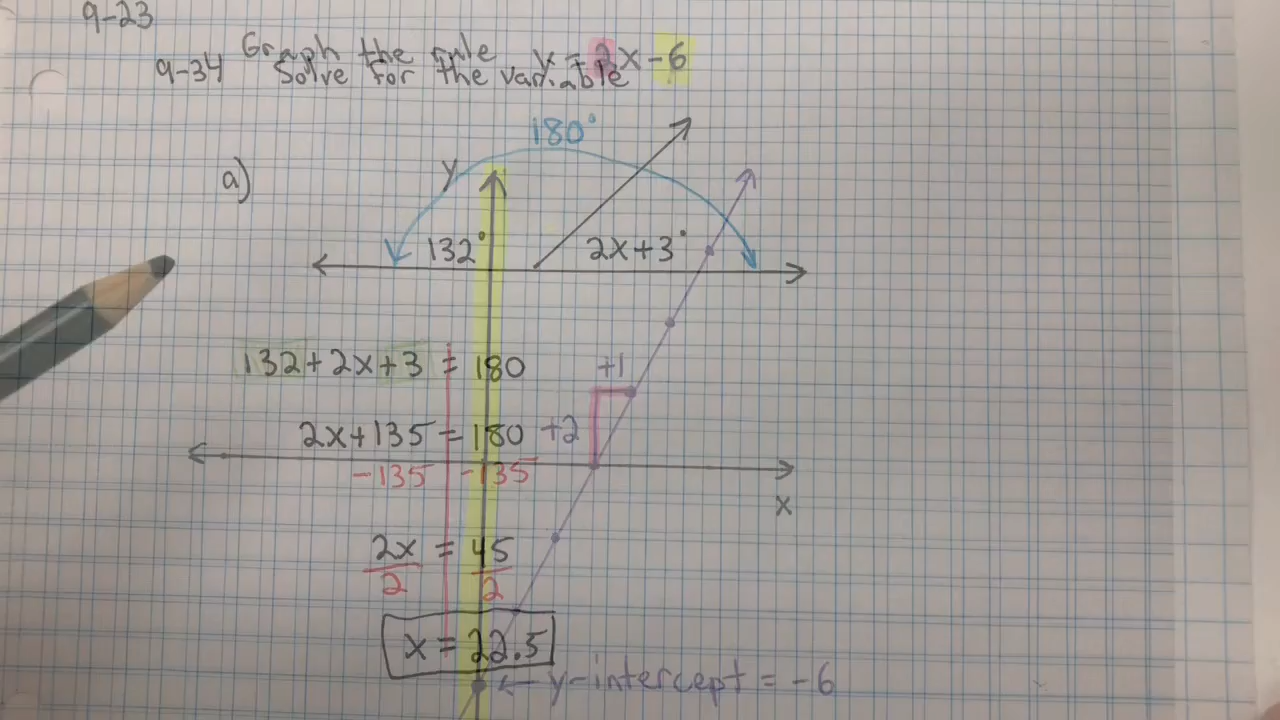 9-23
Graph the rule y = 2x - 6
9-34 Solve for the variable
180°
y
a)
132° 2x+3°
132+2x+3 = 180
+1
2x+135 = 180
+2
-135 -135
x
2x = 45
2 2
x = 22.5
← y-intercept = -6